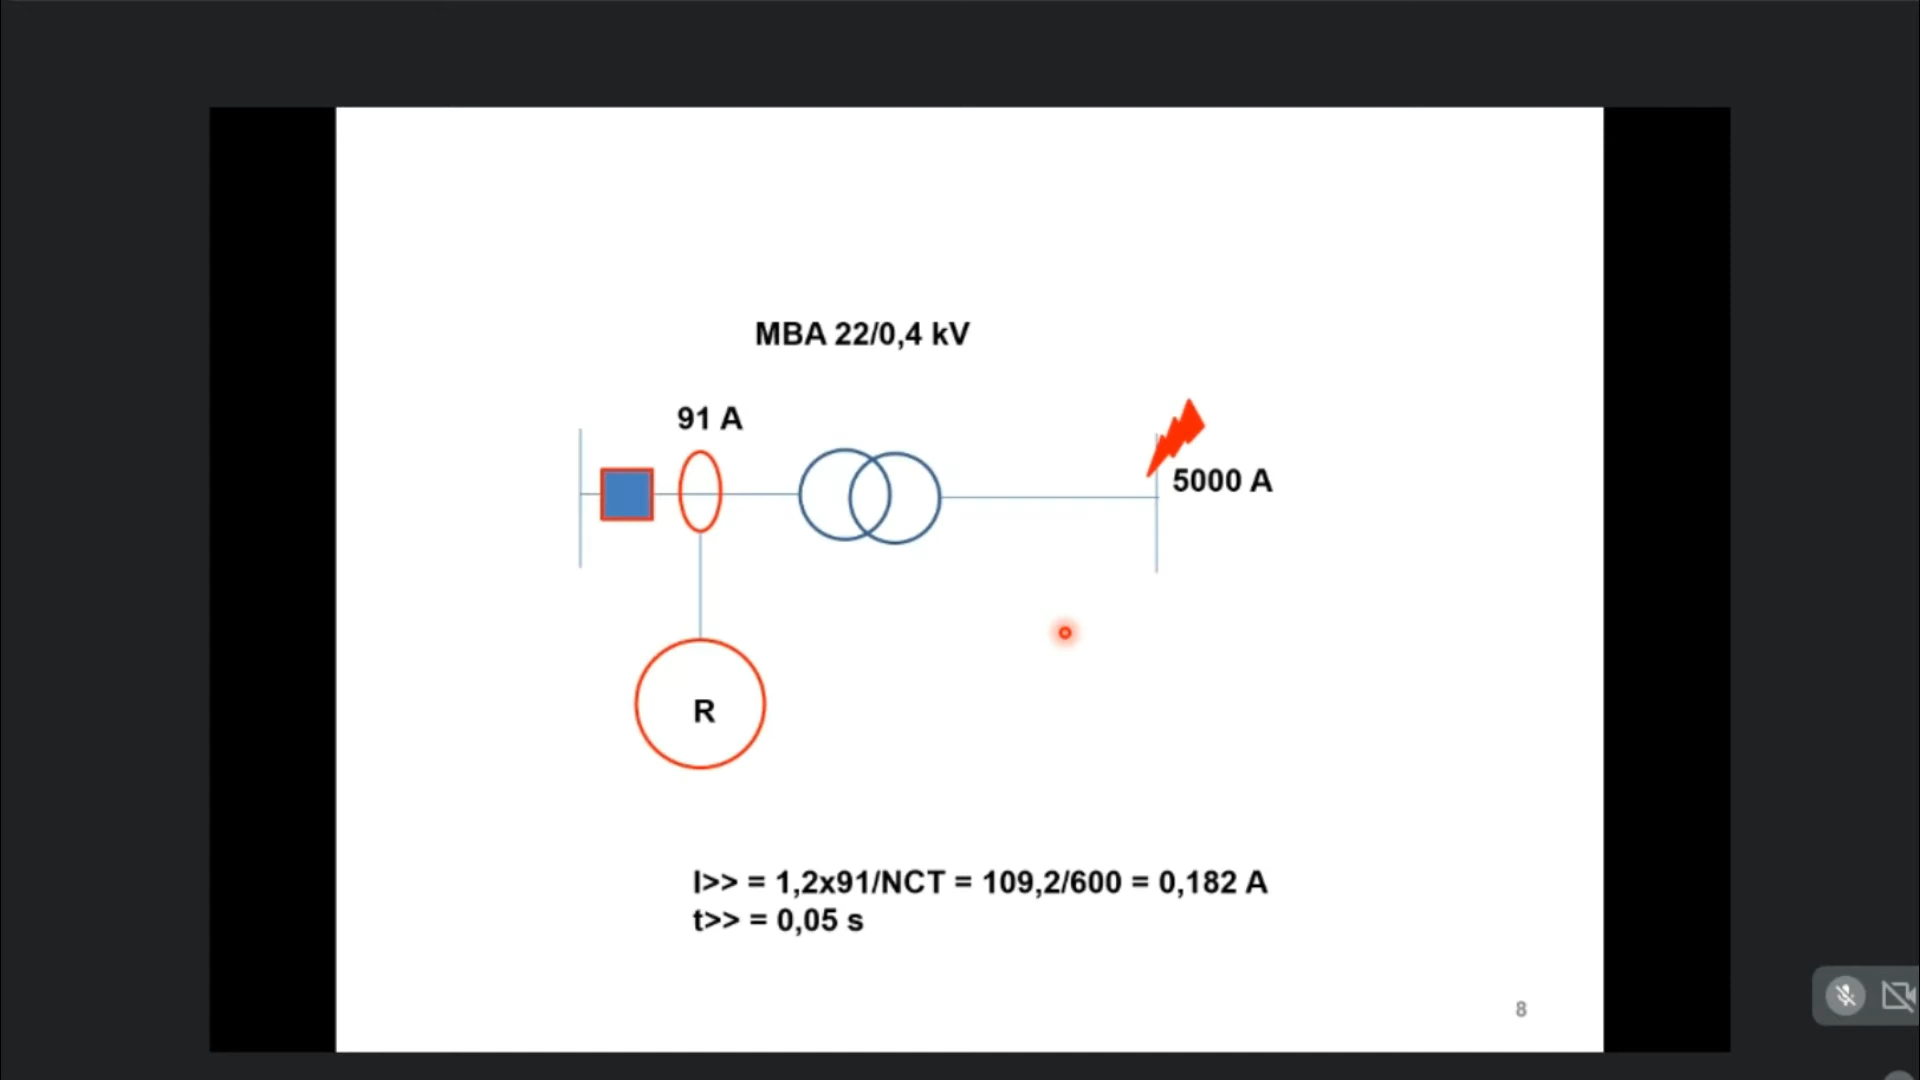 MBA 22/0,4 kV
91 A
5000 A
R
I>> = 1,2x91/NCT = 109,2/600 = 0,182 A
t>> = 0,05 s
8